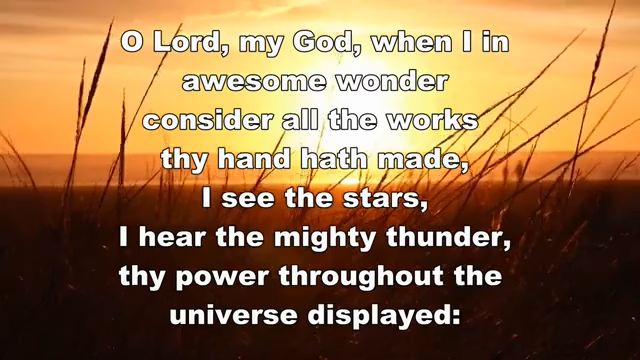 O Lord, my God, when I in
awesome wonder
consider all the works
thy hand hath made,
I see the stars,
I hear the mighty thunder,
thy power throughout the
universe displayed: